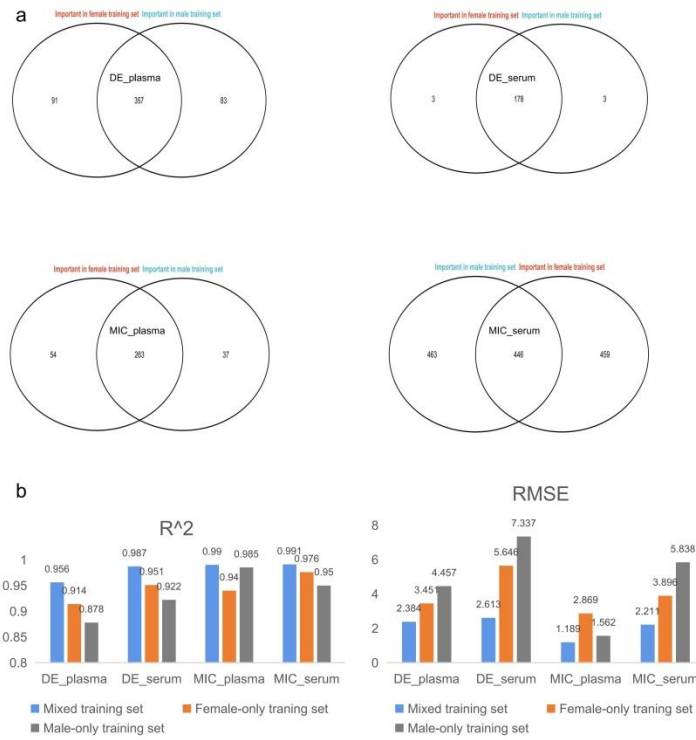 a
Important in female training set Important in male training set
DE_plasma
91 357 83
Important in female training set Important in male training set
DE_serum
3 178 3
Important in female training set Important in male training set
MIC_plasma
54 263 37
Important in male training set Important in female training set
MIC_serum
463 446 459
b
R^2
1
0.95
0.9
0.85
0.8
0.956
0.914
0.878
0.987
0.951
0.922
0.99
0.94
0.985
0.991
0.976
0.95
DE_plasma DE_serum MIC_plasma MIC_serum
Mixed training set Female-only traning set
Male-only training set
RMSE
8
6
4
2
0
2.384
3.451
4.457
2.613
5.646
7.337
1.189
2.869
1.562
2.211
3.896
5.838
DE_plasma DE_serum MIC_plasma MIC_serum
Mixed training set Female-only training set
Male-only training set